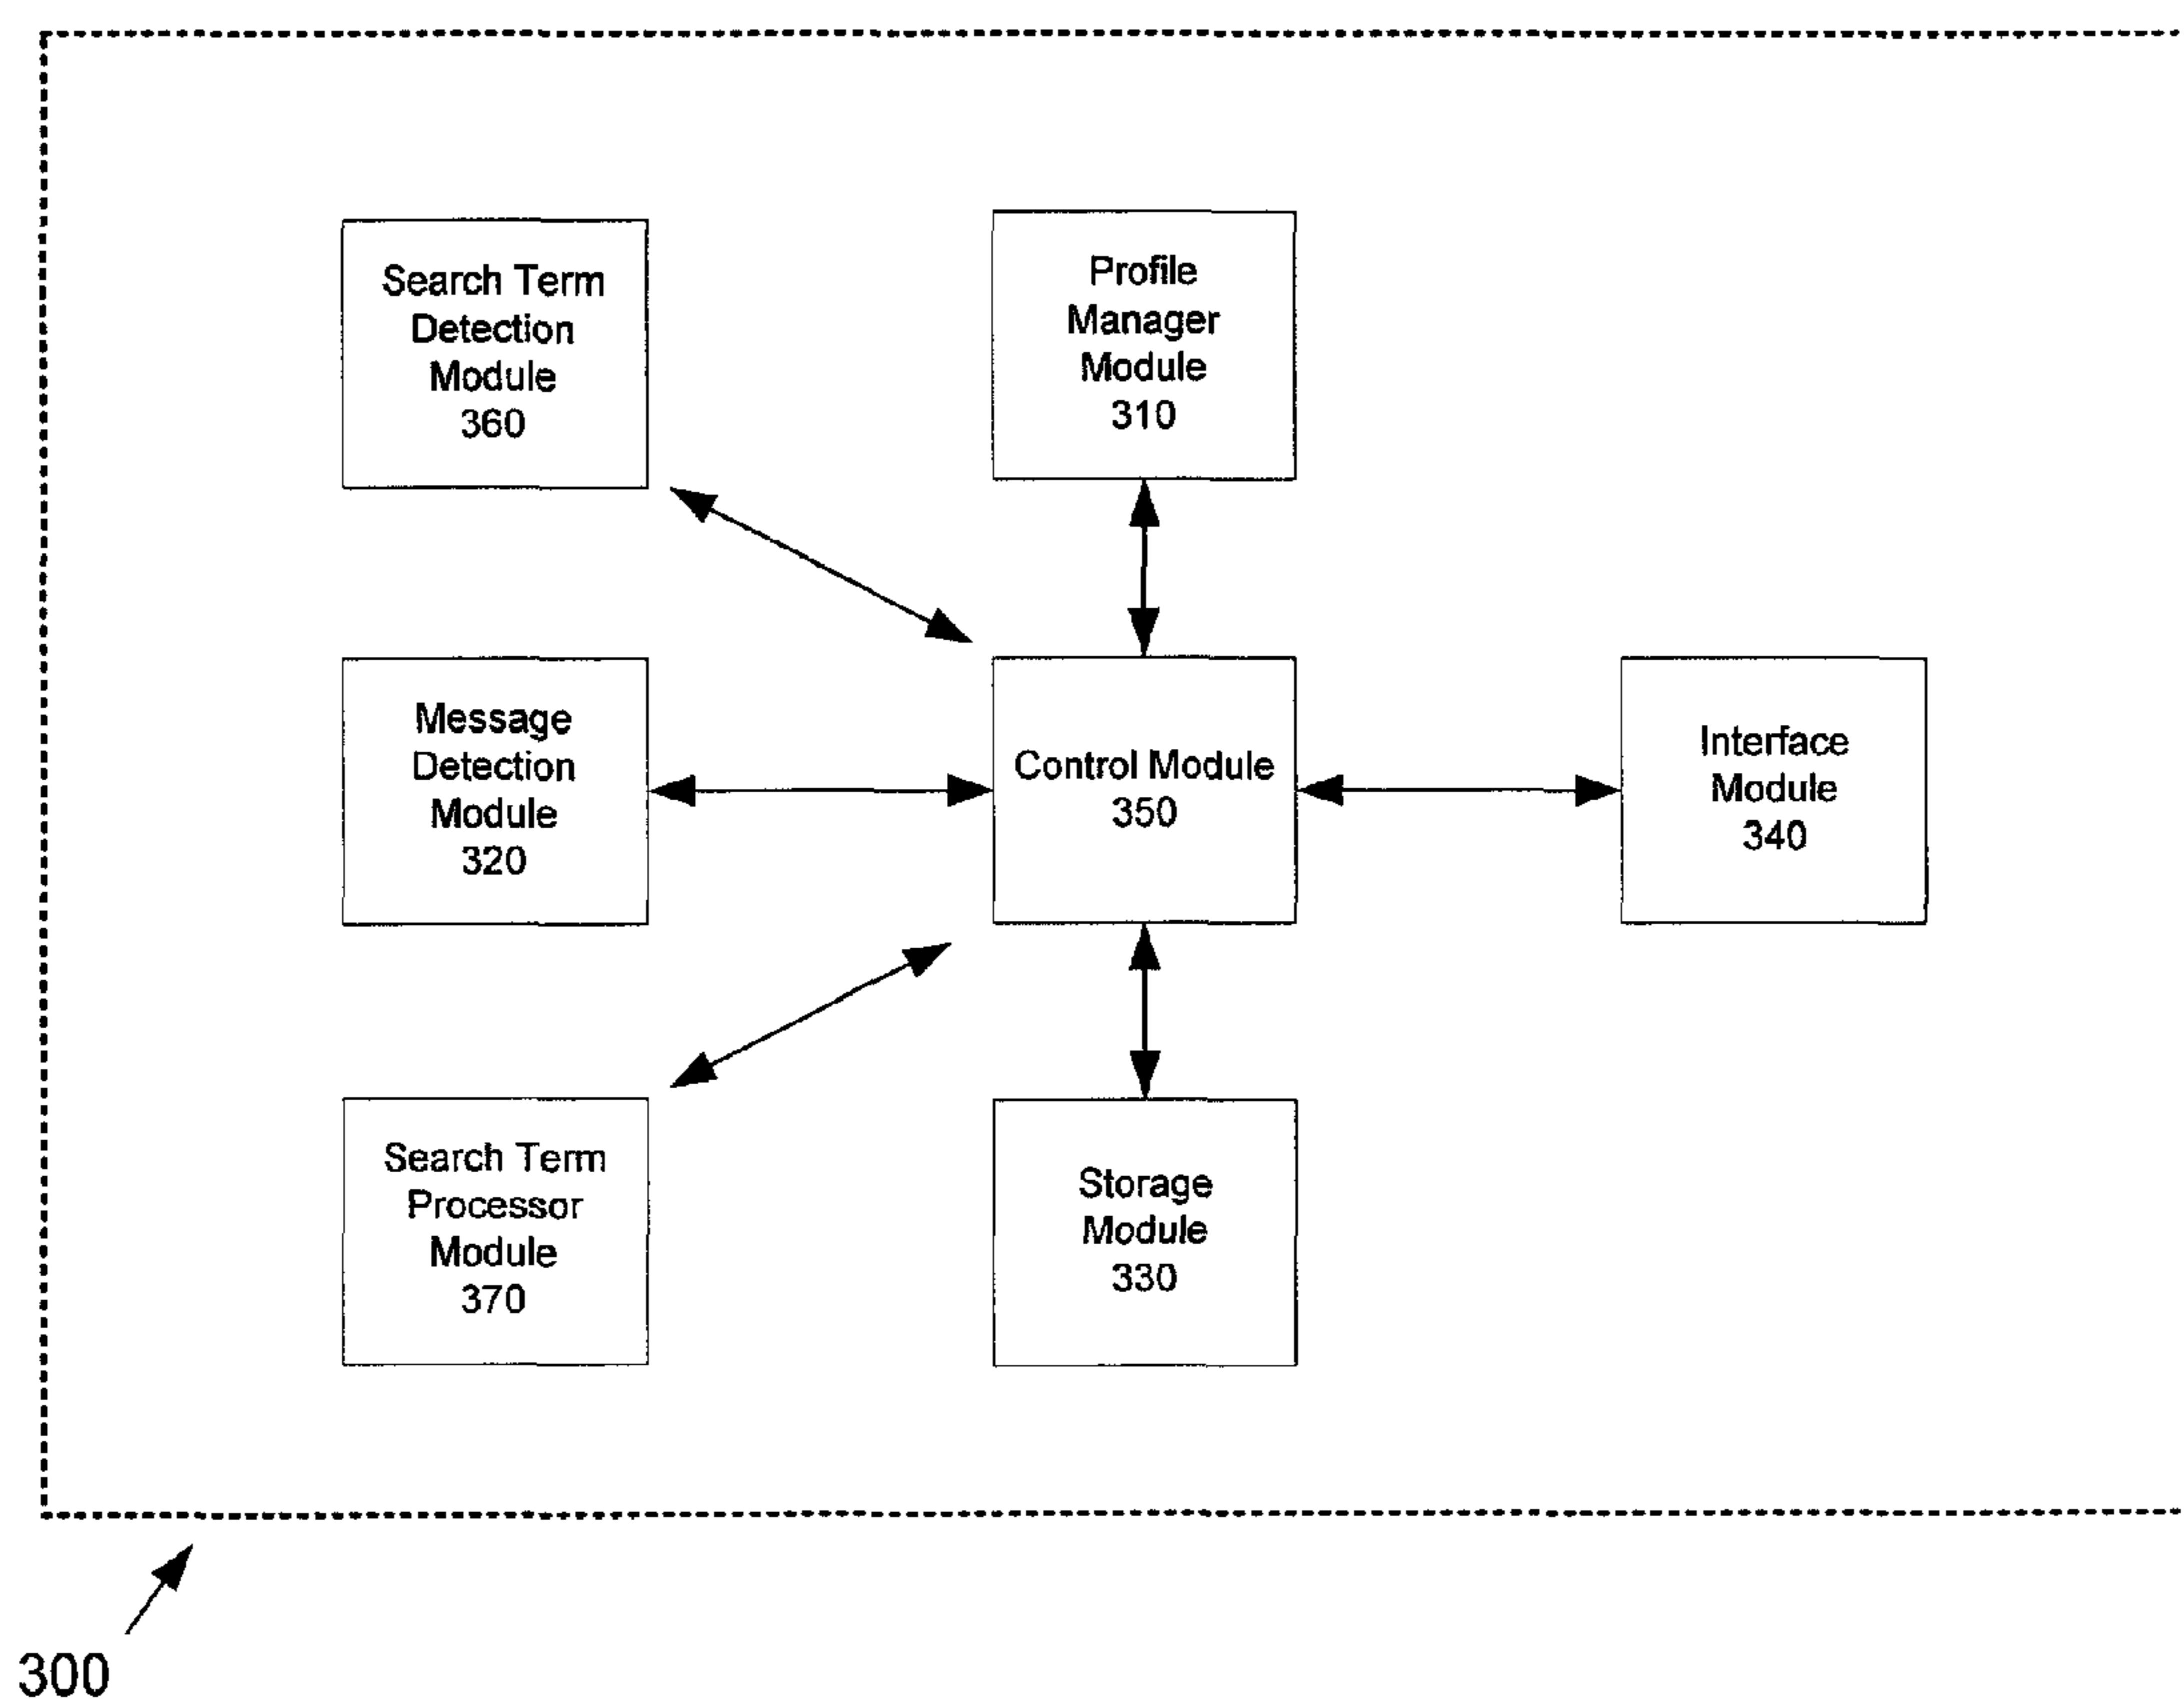 Search Term
Detection
Module
360
Profile
Manager
Module
310
Message
Detection
Module
320
Control Module
350
Interface
Module
340
Search Term
Processor
Module
370
Storage
Module
330
300